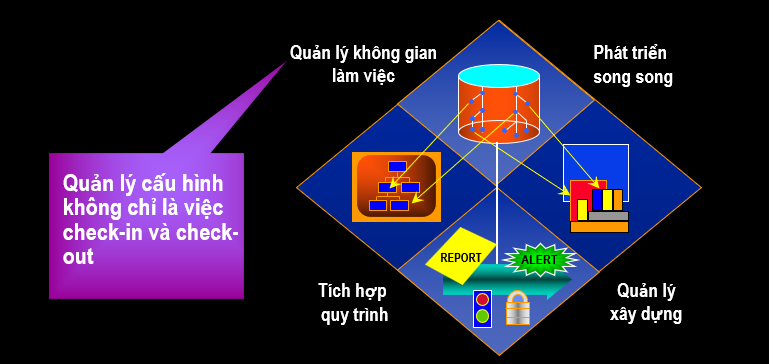 Quản lý không gian
làm việc
Phát triển
song song
Quản lý cấu hình
không chỉ là việc
check-in và check-
out
REPORT
ALERT
Tích hợp
quy trình
Quản lý
xây dựng